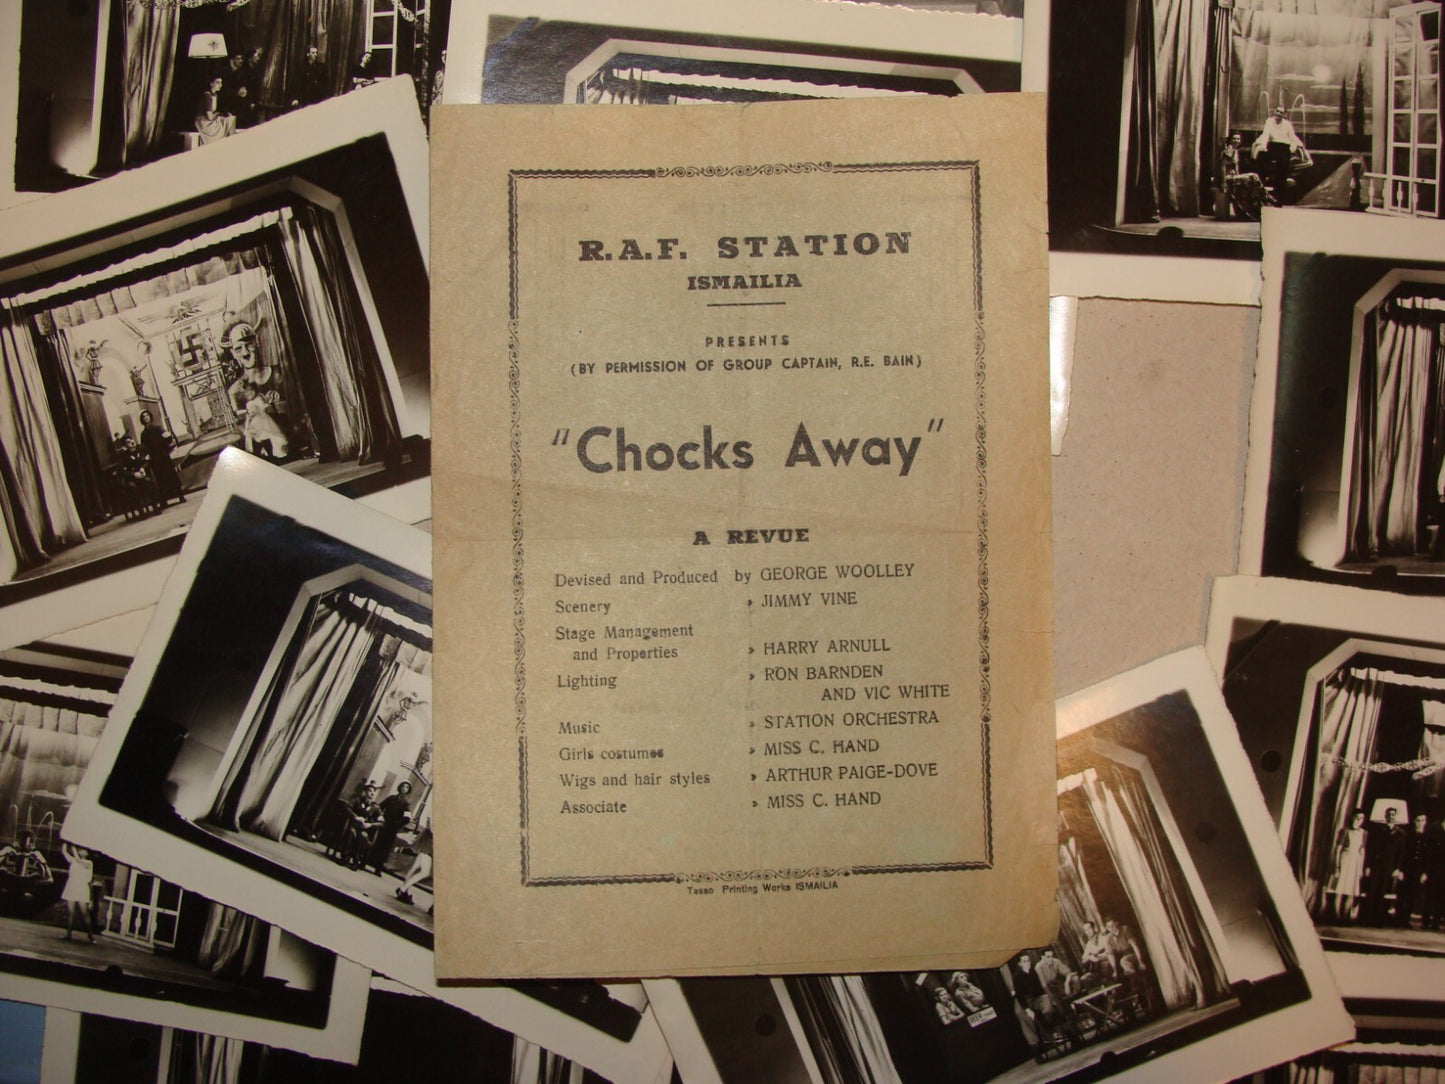 R.A.F. STATION
ISMAILIA
PRESENTS
(BY PERMISSION OF GROUP CAPTAIN, R.E. BAIN)
"Chocks Away"
A REVUE
Devised and Produced by GEORGE WOOLLEY
Scenery » JIMMY VINE
Stage Management
and Properties » HARRY ARNULL
Lighting » RON BARNDEN
AND VIC WHITE
Music » STATION ORCHESTRA
Girls costumes » MISS C. HAND
Wigs and hair styles » ARTHUR PAIGE-DOVE
Associate » MISS C. HAND
Tasso Printing Works ISMAILIA
BEER